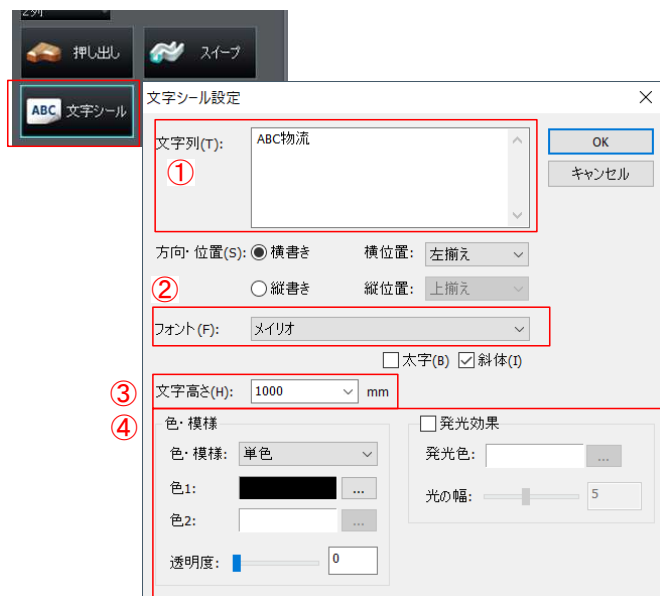 2列
押し出し スイープ
ABC 文字シール
文字シール設定
文字列(T): ABC物流 OK
① キャンセル
方向・位置(S): 横書き 横位置: 左揃え
② 縦書き 縦位置: 上揃え
フォント(F): メイリオ
太字(B) 斜体(I)
③ 文字高さ(H): 1000 mm
④ 色・模様 発光効果
色・模様: 単色 発光色: ...
色1: ... 光の幅: 5
色2: ...
透明度: 0